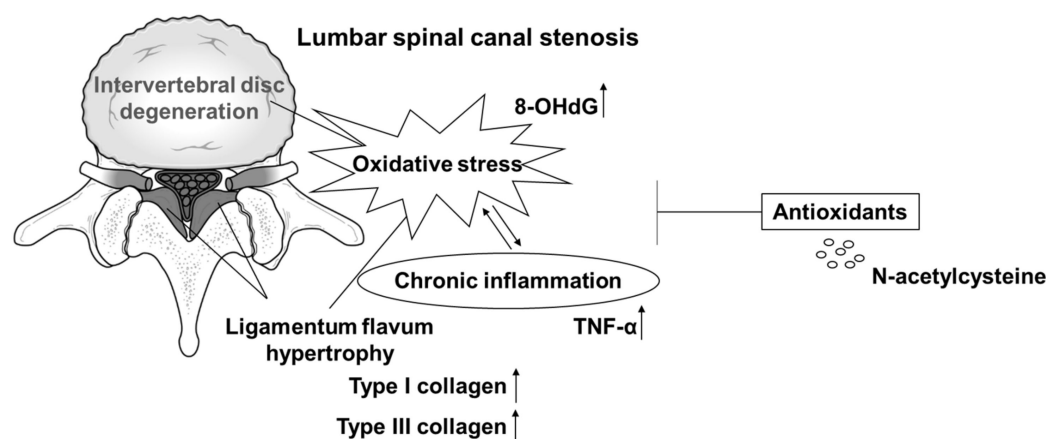 Lumbar spinal canal stenosis
Intervertebral disc
degeneration
8-OHdG
Oxidative stress
Antioxidants
Chronic inflammation
N-acetylcysteine
Ligamentum flavum
hypertrophy
TNF-α
Type I collagen
Type III collagen